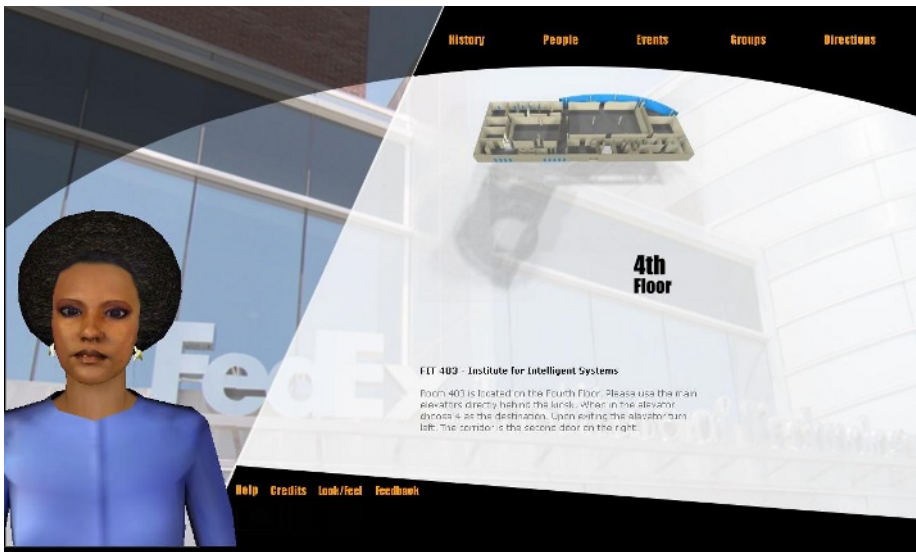 History People Events Groups Directions
4th
Floor
FedEx
FIT 403 - Institute for Intelligent Systems
Room 403 is located on the Fourth Floor. Please use the main
elevators directly behind the kiosk. When in the elevator
choose 4 as the destination. Upon exiting the elevator turn
left. The corridor is the second door on the right.
Help Credits Look/Feel Feedback